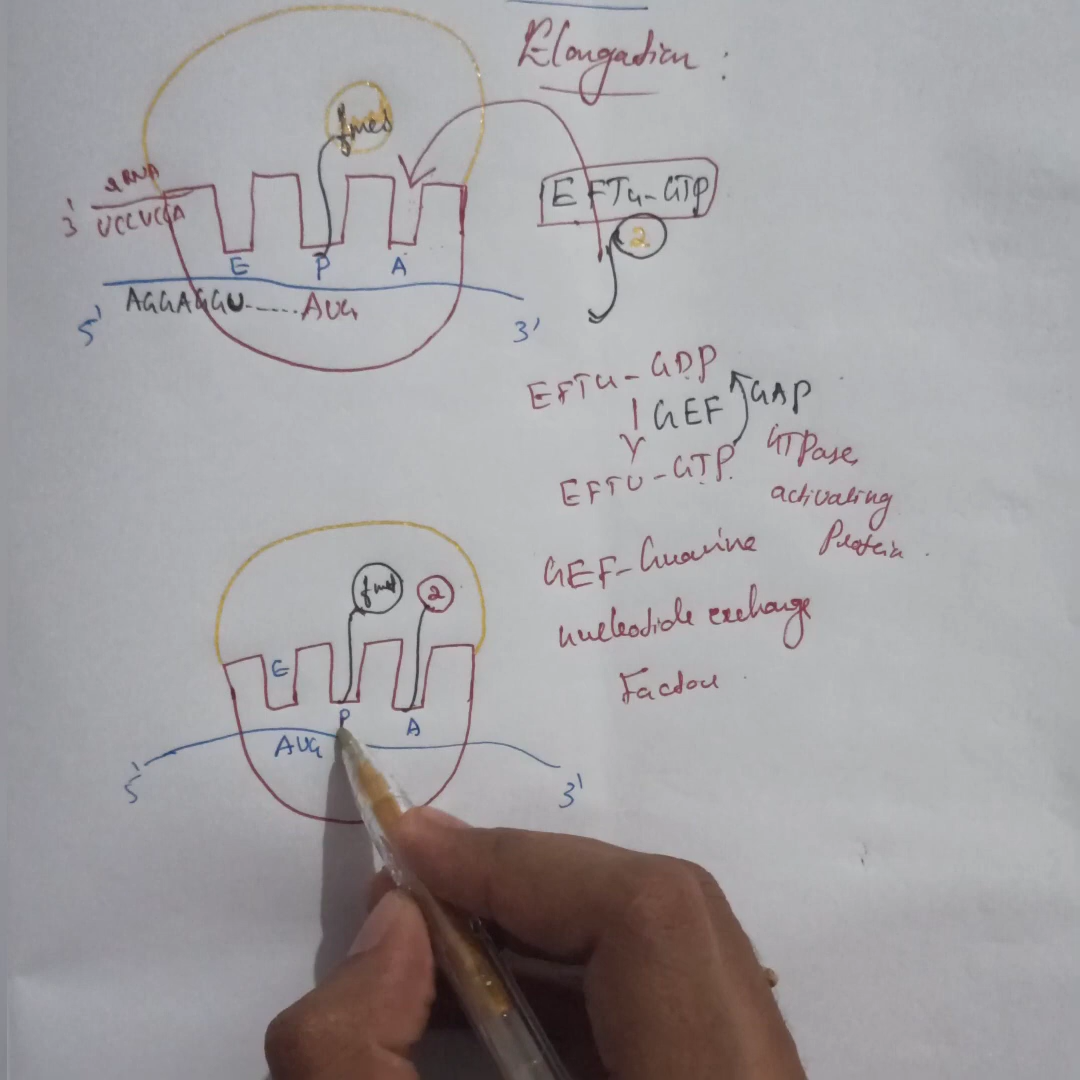 Elongation :
fmet
rRNA
3' UCCUCCA
EFTu-GTP
2
E P A
AGGAGGU-----.AUG
5' 3'
EFTu-GDP
GEF GAP
EFTU-GTP
GTPase
activating
Protein.
GEF-Guanine
nucleotide exchange
Factor.
fmet 2
E
P A
AUG
5' 3'